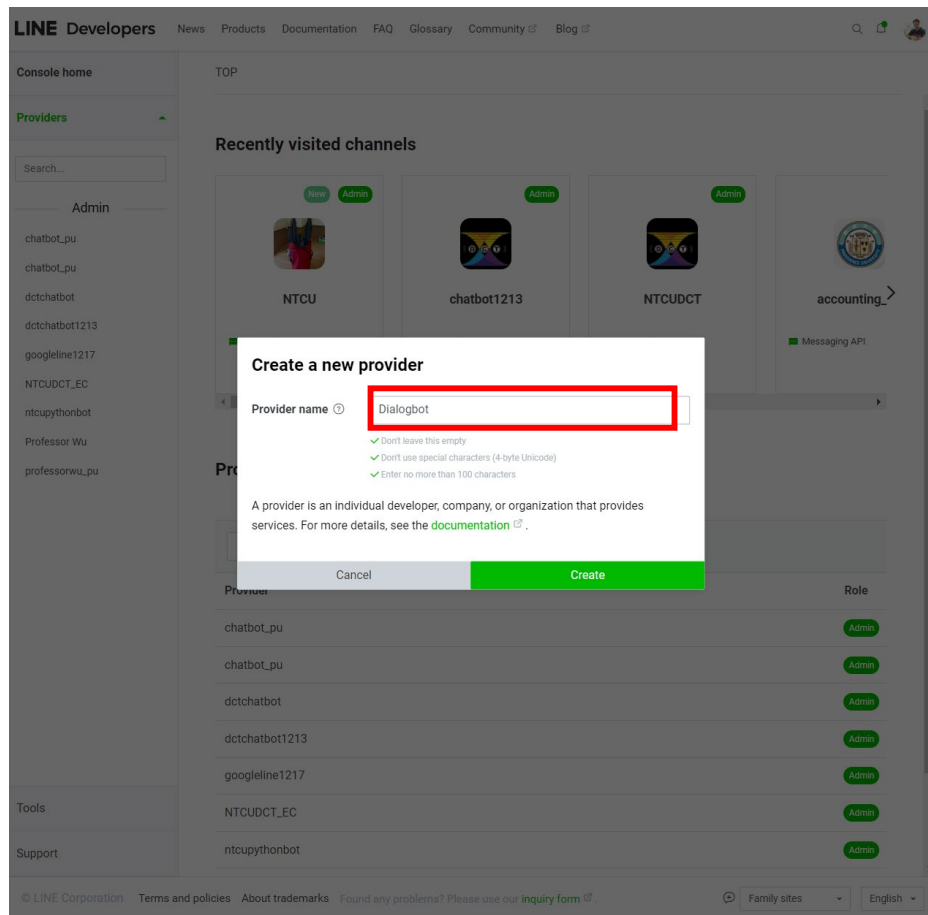 LINE Developers News Products Documentation FAQ Glossary Community Blog
Console home
TOP
Providers
Recently visited channels
Search...
Admin
chatbot_pu
chatbot_pu
dctchatbot
dctchatbot1213
googleline1217
NTCUDCT_EC
ntcupythonbot
Professor Wu
professorwu_pu
New Admin
Admin
Admin
DCT
DCT
NTCU
chatbot1213
NTCUDCT
accounting_
Messaging API
Create a new provider
Provider name
Dialogbot
Don't leave this empty
Don't use special characters (4-byte Unicode)
Enter no more than 100 characters
Pro
A provider is an individual developer, company, or organization that provides
services. For more details, see the documentation .
Cancel Create
Provider Role
chatbot_pu Admin
chatbot_pu Admin
dctchatbot Admin
dctchatbot1213 Admin
googleline1217 Admin
NTCUDCT_EC Admin
ntcupythonbot Admin
Tools
Support
© LINE Corporation Terms and policies About trademarks Found any problems? Please use our inquiry form . Family sites English